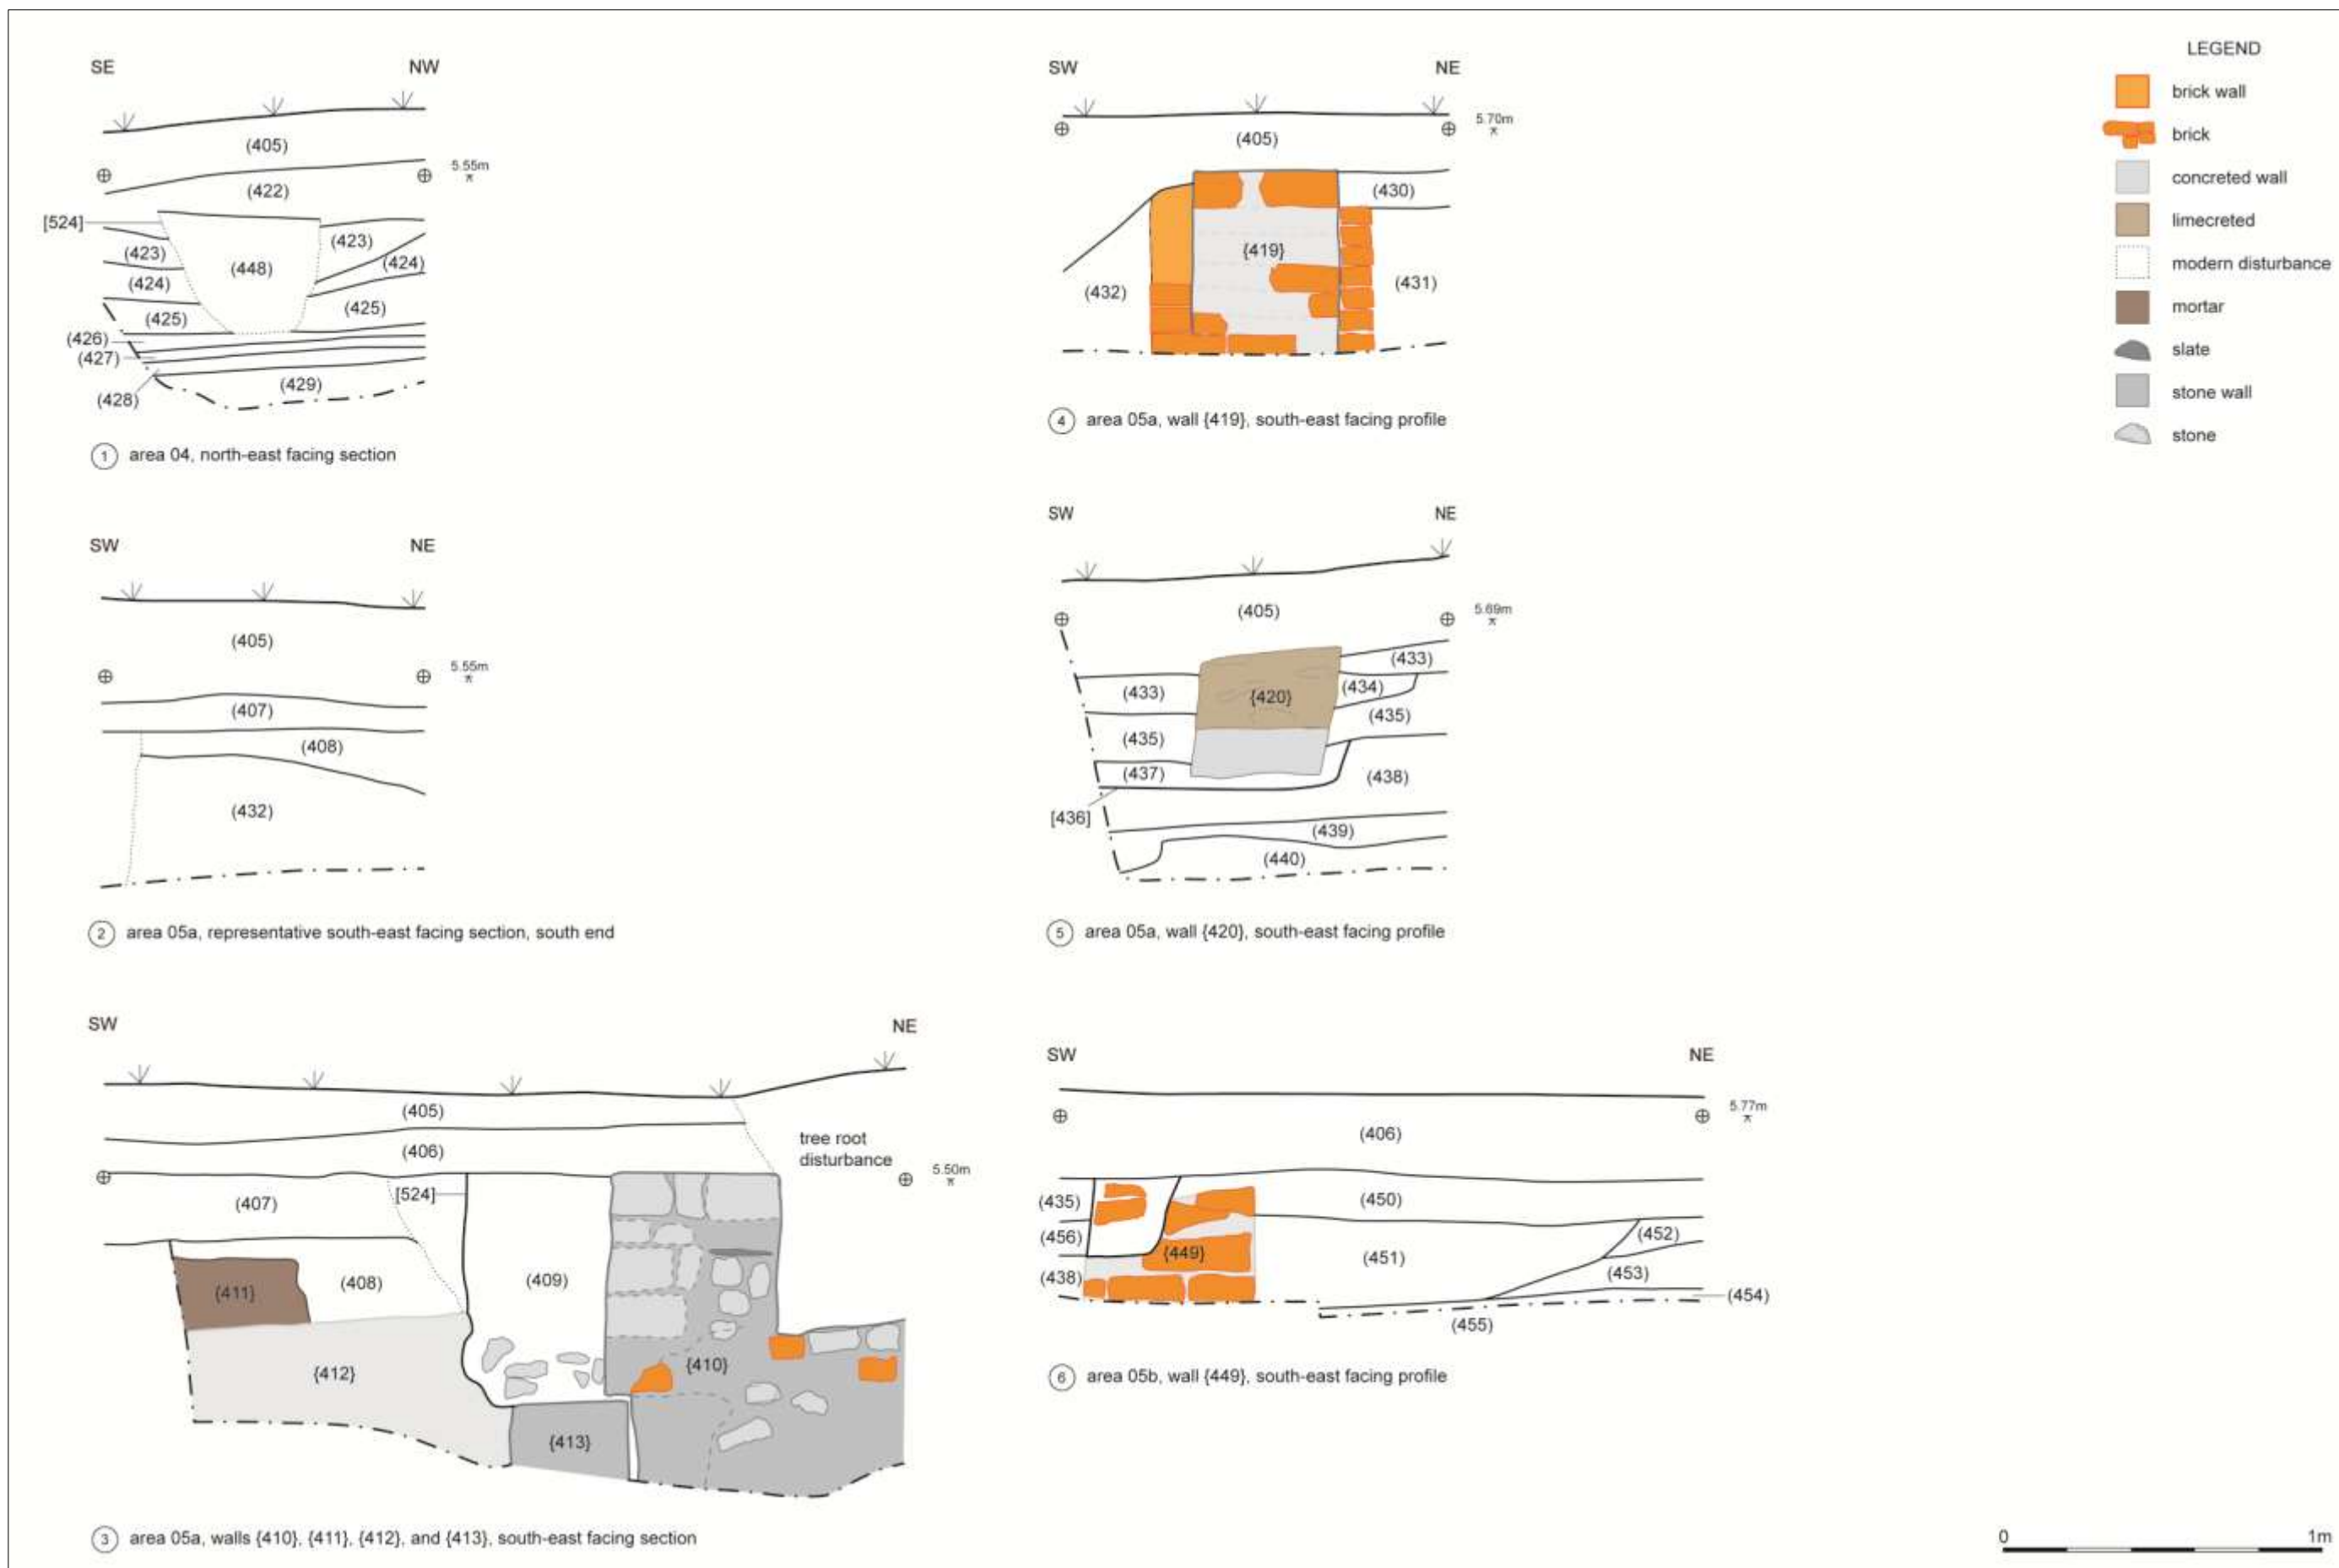 SE NW
(405)
5.55m
(422)
[524]
(423) (423)
(448) (424)
(424)
(425) (425)
(426)
(427)
(429)
(428)
1 area 04, north-east facing section
SW NE
(405)
5.55m
(407)
(408)
(432)
2 area 05a, representative south-east facing section, south end
SW NE
(405)
(406)
tree root
disturbance
5.50m
(407) [524]
(411) (408) (409)
{412} {410}
{413}
3 area 05a, walls {410}, {411}, {412}, and {413}, south-east facing section
SW NE
5.70m
(405)
(430)
{419}
(432) (431)
4 area 05a, wall {419}, south-east facing profile
SW NE
(405) 5.69m
(433)
(433) {420} (434)
(435)
(435)
(437) (438)
[436]
(439)
(440)
5 area 05a, wall {420}, south-east facing profile
SW NE
5.77m
(406)
(435) (450)
(456) (452)
{449} (451)
(438) (453)
(454)
(455)
6 area 05b, wall {449}, south-east facing profile
LEGEND
brick wall
brick
concreted wall
limecreted
modern disturbance
mortar
slate
stone wall
stone
0 1m